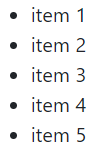 • item 1
• item 2
• item 3
• item 4
• item 5